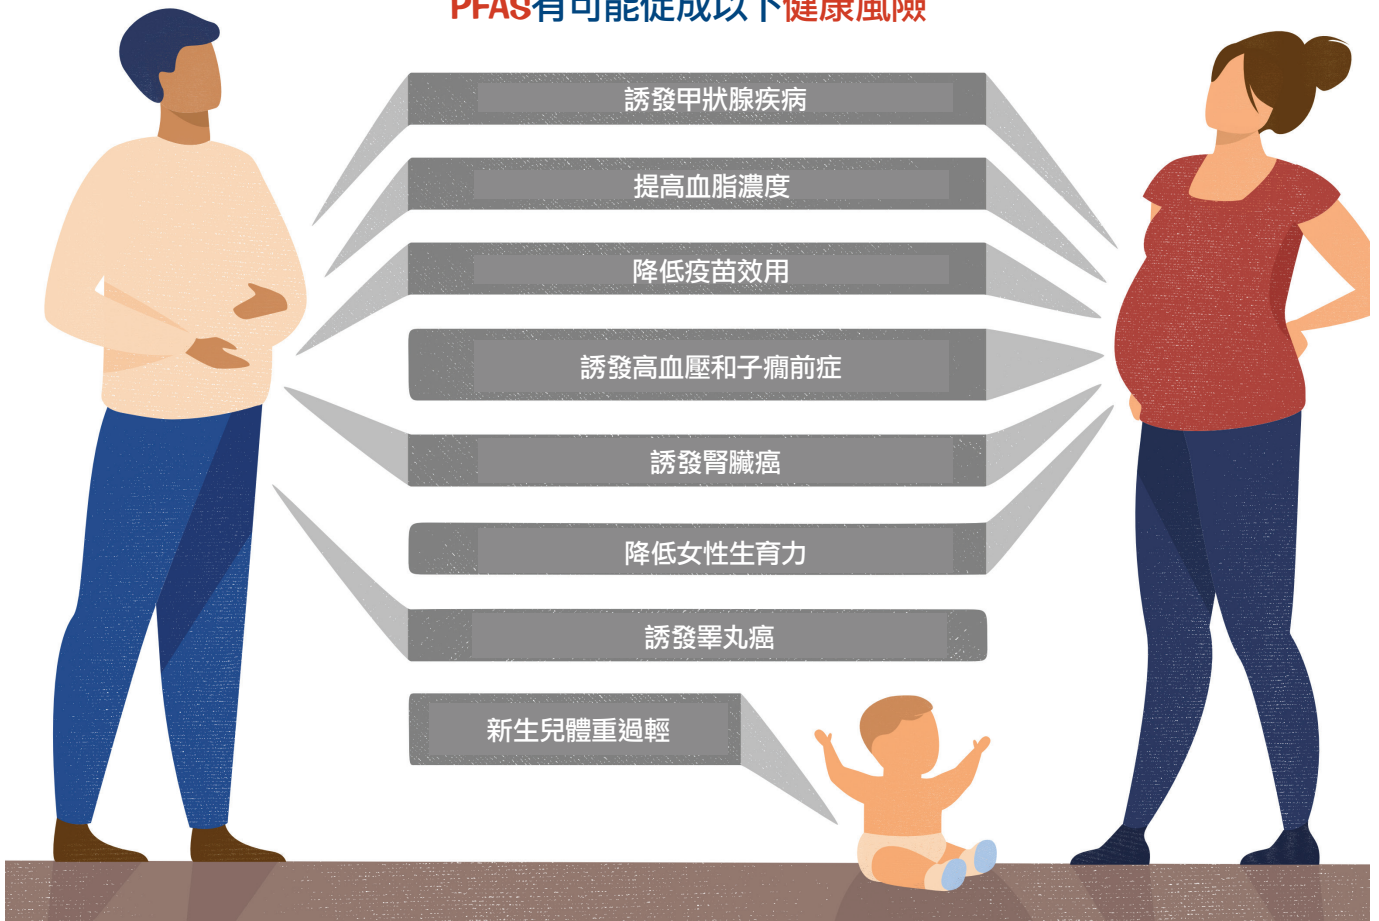 PFAS有可能促成以下健康風險
誘發甲狀腺疾病
提高血脂濃度
降低疫苗效用
誘發高血壓和子癇前症
誘發腎臟癌
降低女性生育力
誘發睪丸癌
新生兒體重過輕